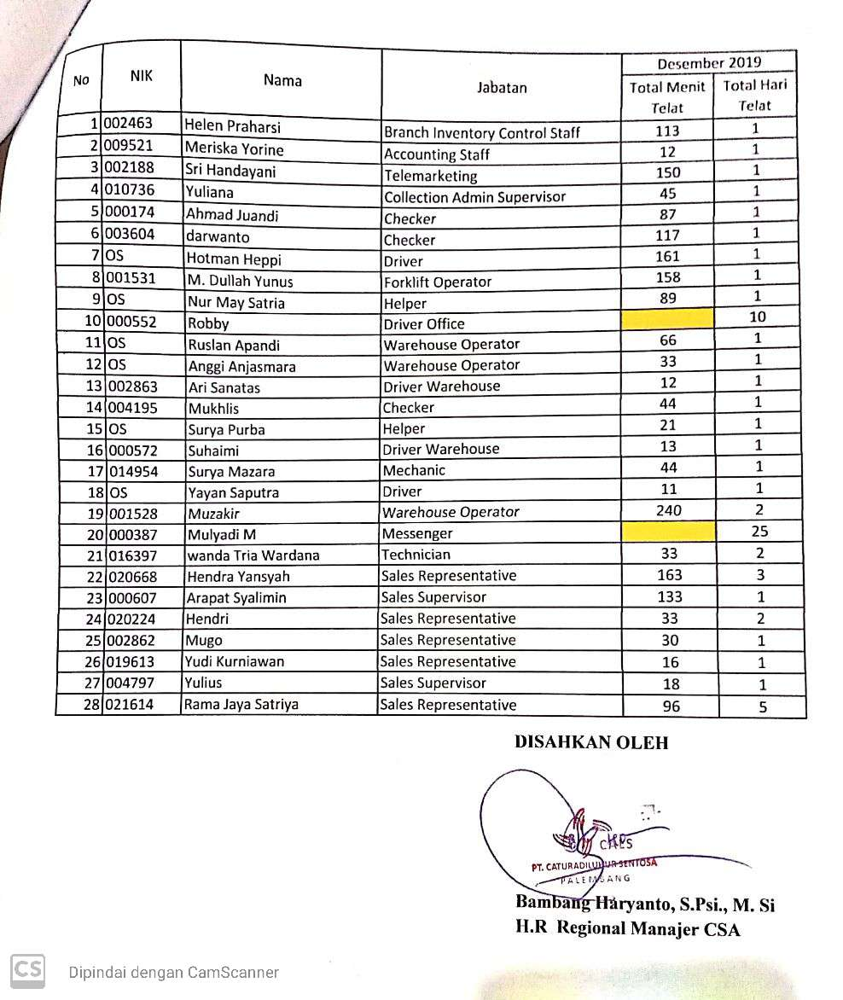 No NIK Nama Jabatan Desember 2019
Total Menit Telat Total Hari Telat
1 002463 Helen Praharsi Branch Inventory Control Staff 113 1
2 009521 Meriska Yorine Accounting Staff 12 1
3 002188 Sri Handayani Telemarketing 150 1
4 010736 Yuliana Collection Admin Supervisor 45 1
5 000174 Ahmad Juandi Checker 87 1
6 003604 darwanto Checker 117 1
7 OS Hotman Heppi Driver 161 1
8 001531 M. Dullah Yunus Forklift Operator 158 1
9 OS Nur May Satria Helper 89 1
10 000552 Robby Driver Office 10
11 OS Ruslan Apandi Warehouse Operator 66 1
12 OS Anggi Anjasmara Warehouse Operator 33 1
13 002863 Ari Sanatas Driver Warehouse 12 1
14 004195 Mukhlis Checker 44 1
15 OS Surya Purba Helper 21 1
16 000572 Suhaimi Driver Warehouse 13 1
17 014954 Surya Mazara Mechanic 44 1
18 OS Yayan Saputra Driver 11 1
19 001528 Muzakir Warehouse Operator 240 2
20 000387 Mulyadi M Messenger 25
21 016397 wanda Tria Wardana Technician 33 2
22 020668 Hendra Yansyah Sales Representative 163 3
23 000607 Arapat Syalimin Sales Supervisor 133 1
24 020224 Hendri Sales Representative 33 2
25 002862 Mugo Sales Representative 30 1
26 019613 Yudi Kurniawan Sales Representative 16 1
27 004797 Yulius Sales Supervisor 18 1
28 021614 Rama Jaya Satriya Sales Representative 96 5
DISAHKAN OLEH
PT. CATURADILUHUR SENTOSA
PALEMBANG
Bambang Haryanto, S.Psi., M. Si
H.R Regional Manajer CSA
CS Dipindai dengan CamScanner